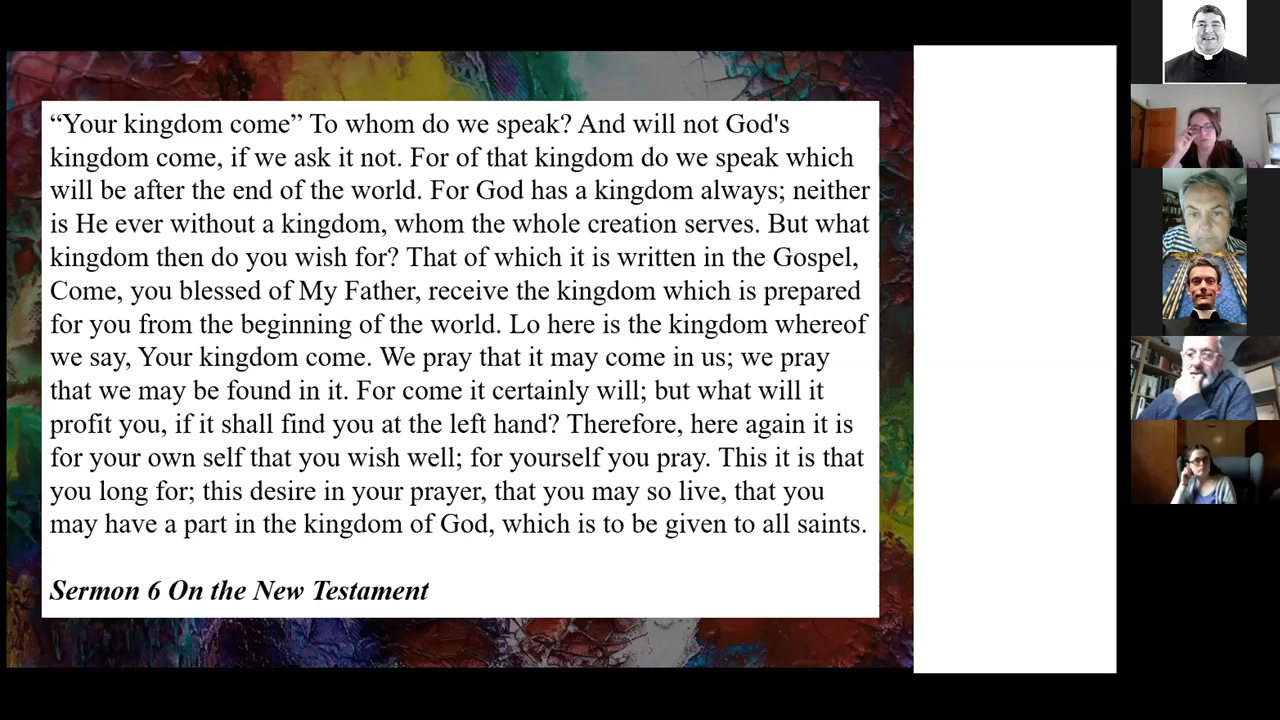 “Your kingdom come” To whom do we speak? And will not God's
kingdom come, if we ask it not. For of that kingdom do we speak which
will be after the end of the world. For God has a kingdom always; neither
is He ever without a kingdom, whom the whole creation serves. But what
kingdom then do you wish for? That of which it is written in the Gospel,
Come, you blessed of My Father, receive the kingdom which is prepared
for you from the beginning of the world. Lo here is the kingdom whereof
we say, Your kingdom come. We pray that it may come in us; we pray
that we may be found in it. For come it certainly will; but what will it
profit you, if it shall find you at the left hand? Therefore, here again it is
for your own self that you wish well; for yourself you pray. This it is that
you long for; this desire in your prayer, that you may so live, that you
may have a part in the kingdom of God, which is to be given to all saints.
Sermon 6 On the New Testament